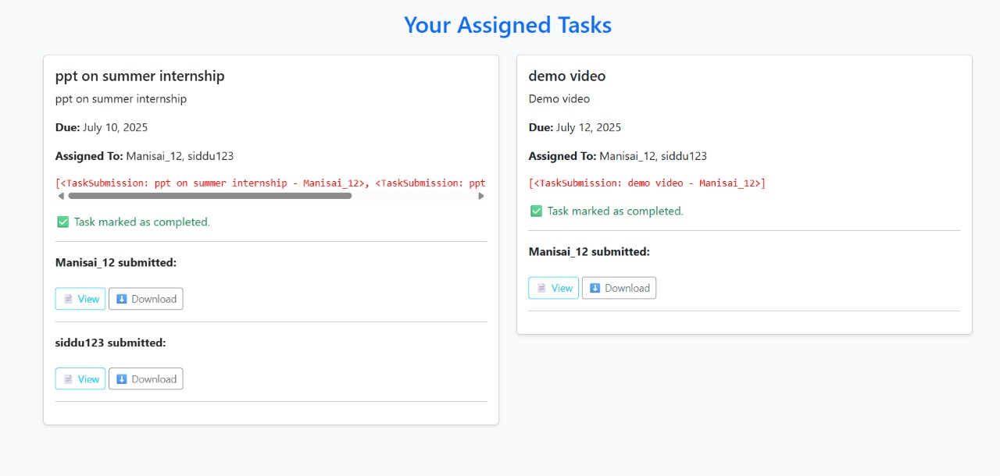 Your Assigned Tasks
ppt on summer internship
ppt on summer internship
Due: July 10, 2025
Assigned To: Manisai_12, siddu123
[<TaskSubmission: ppt on summer internship - Manisai_12>, <TaskSubmission: ppt
Task marked as completed.
Manisai_12 submitted:
View Download
siddu123 submitted:
View Download
demo video
Demo video
Due: July 12, 2025
Assigned To: Manisai_12, siddu123
[<TaskSubmission: demo video - Manisai_12>]
Task marked as completed.
Manisai_12 submitted:
View Download